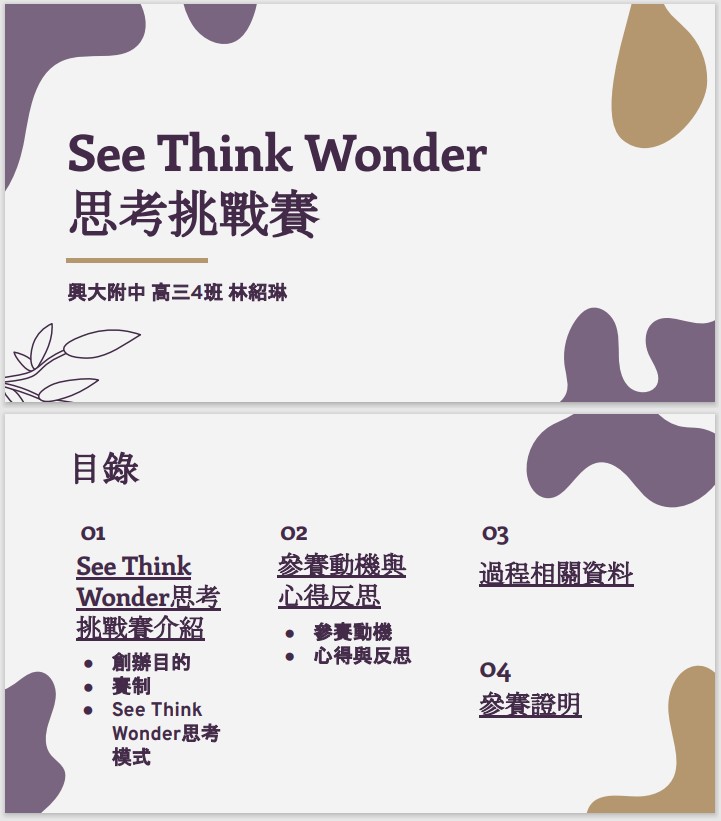 See Think Wonder
思考挑戰賽
興大附中 高三4班 林紹琳
目錄
01
See Think
Wonder思考
挑戰賽介紹
● 創辦目的
● 賽制
● See Think
Wonder思考
模式
02
參賽動機與
心得反思
● 參賽動機
● 心得與反思
03
過程相關資料
04
參賽證明